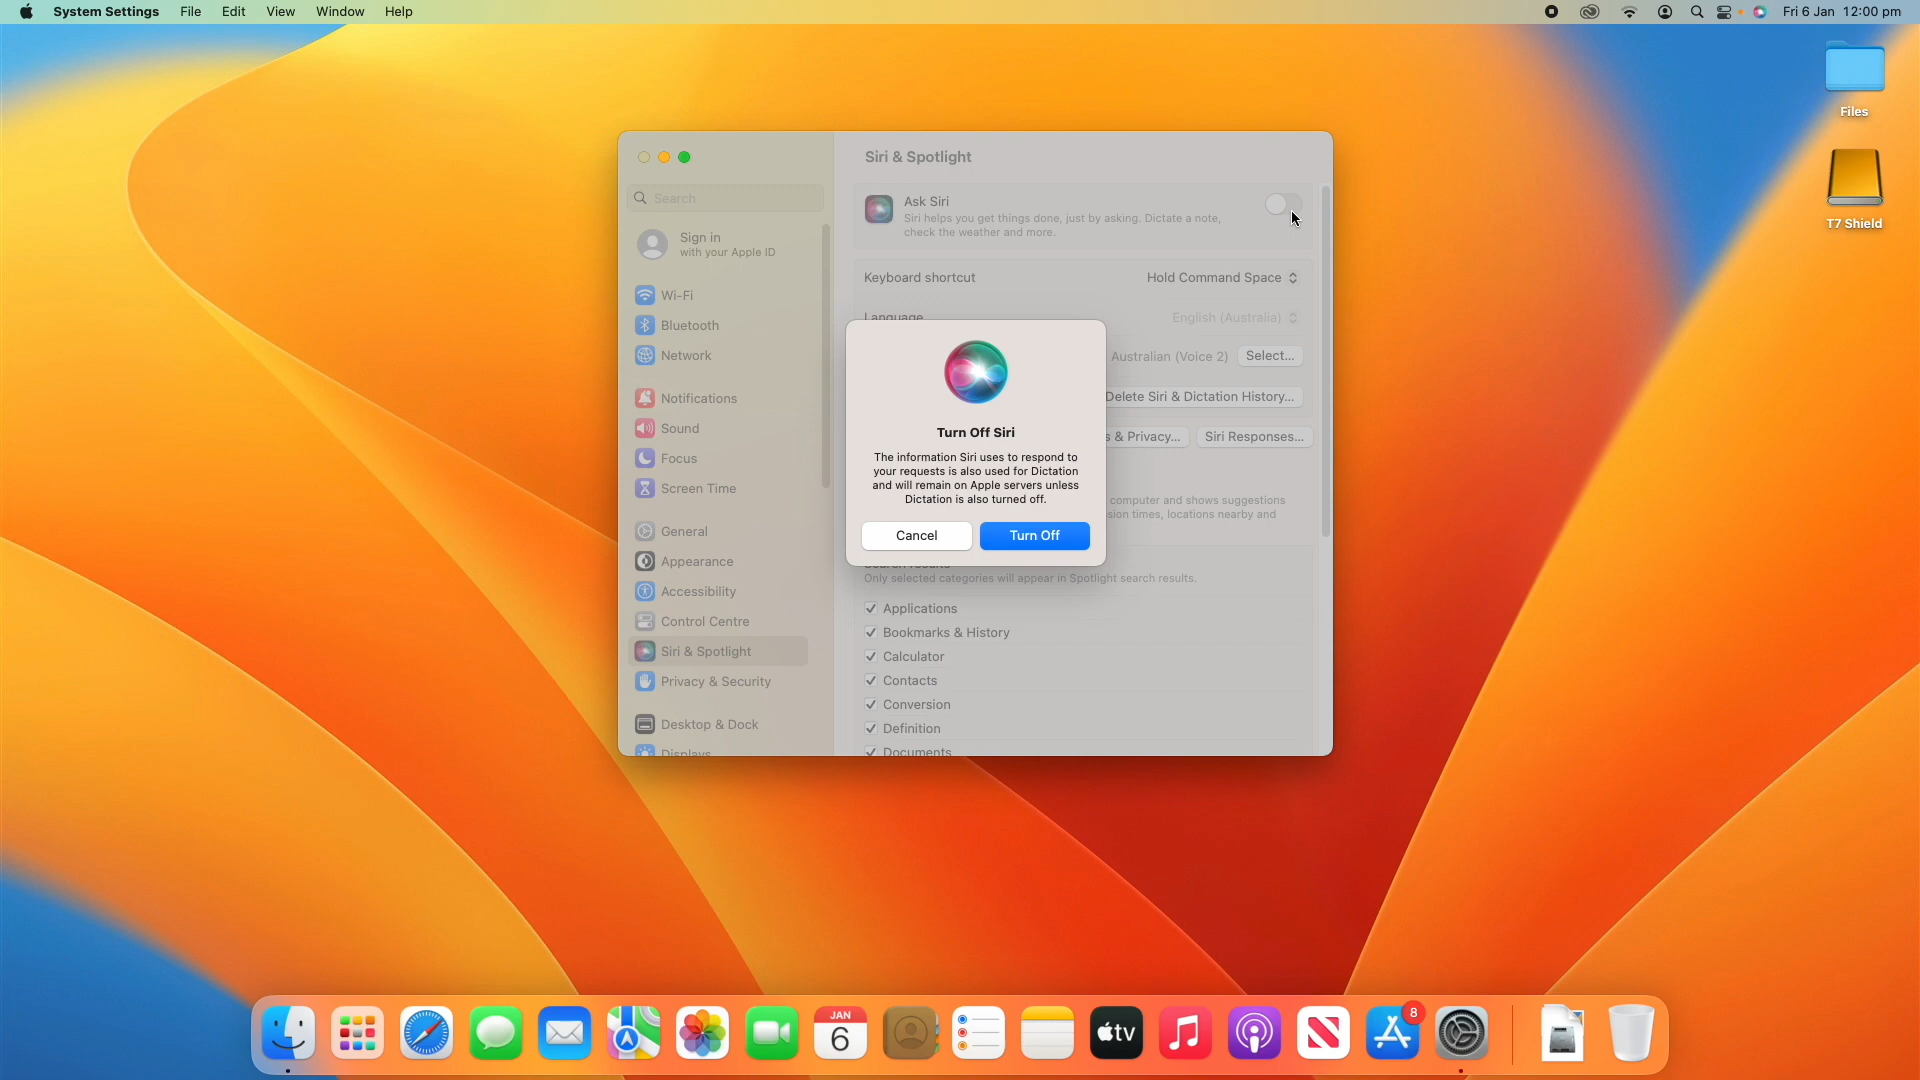 System Settings File Edit View Window Help
Fri 6 Jan 12:00 pm
Files
T7 Shield
Search
Sign in
with your Apple ID
Wi-Fi
Bluetooth
Network
Notifications
Sound
Focus
Screen Time
General
Appearance
Accessibility
Control Centre
Siri & Spotlight
Privacy & Security
Desktop & Dock
Displays
Siri & Spotlight
Ask Siri
Siri helps you get things done, just by asking. Dictate a note,
check the weather and more.
Keyboard shortcut Hold Command Space
Language English (Australia)
Australian (Voice 2) Select...
Delete Siri & Dictation History...
& Privacy... Siri Responses...
computer and shows suggestions
times, locations nearby and
Turn Off Siri
The information Siri uses to respond to
your requests is also used for Dictation
and will remain on Apple servers unless
Dictation is also turned off.
Cancel Turn Off
Search results
Only selected categories will appear in Spotlight search results.
Applications
Bookmarks & History
Calculator
Contacts
Conversion
Definition
Documents
JAN
6
tv
8